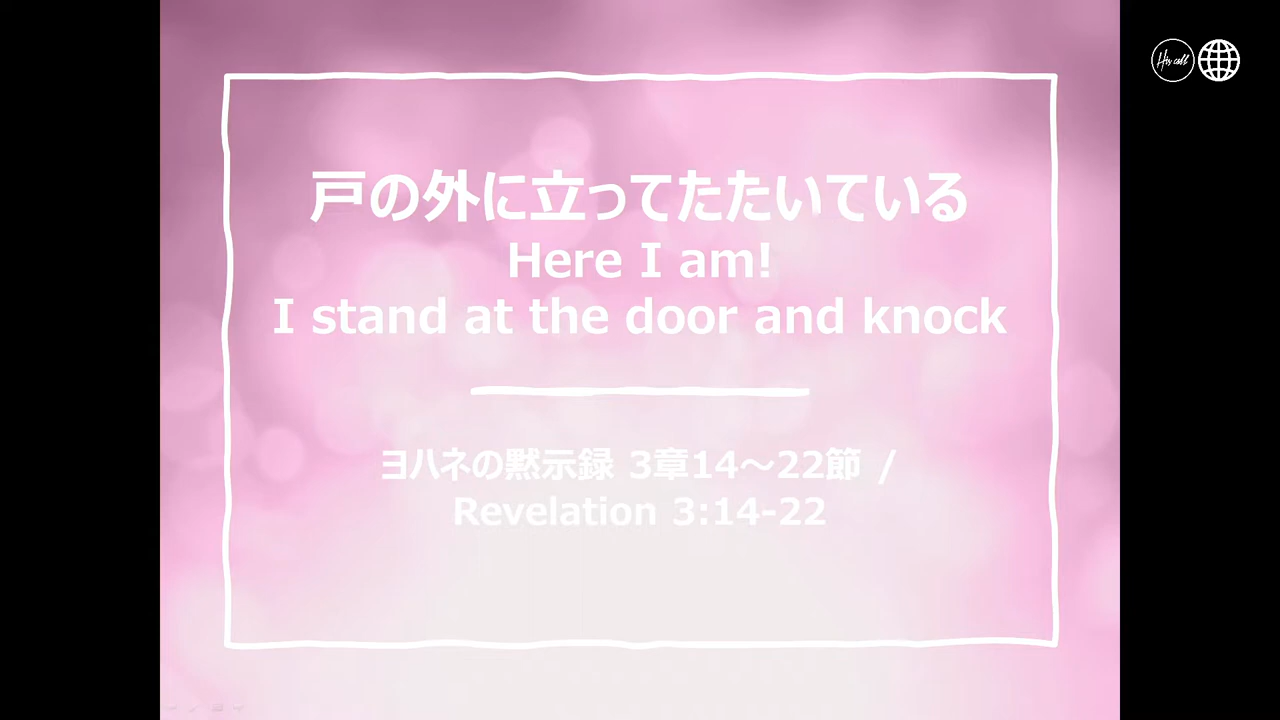 戸の外に立ってたたいている
Here I am!
I stand at the door and knock
ヨハネの黙示録 3章14～22節 /
Revelation 3:14-22
His call